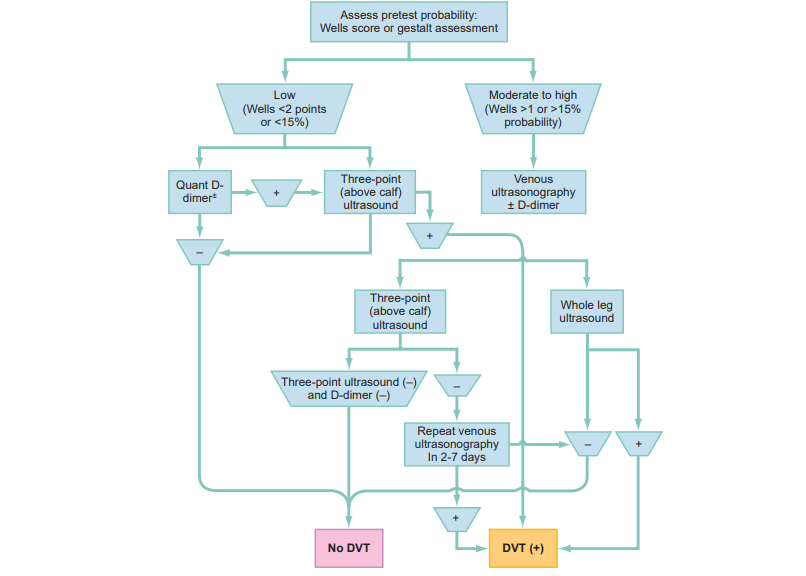 Assess pretest probability:
Wells score or gestalt assessment
Low
(Wells <2 points
or <15%)
Moderate to high
(Wells >1 or >15%
probability)
Quant D-
dimer±
+
Three-point
(above calf)
ultrasound
Venous
ultrasonography
± D-dimer
+
–
Three-point
(above calf)
ultrasound
Whole leg
ultrasound
Three-point ultrasound (–)
and D-dimer (–)
–
Repeat venous
ultrasonography
In 2-7 days
–
+
+
No DVT
DVT (+)